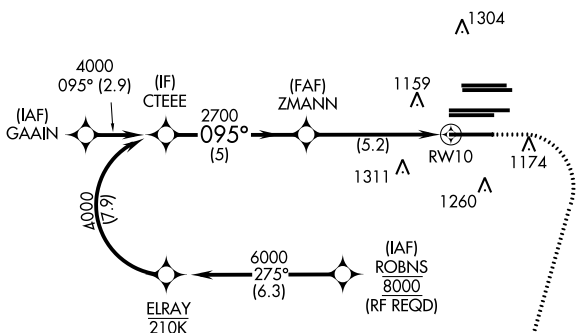 1304
4000
095° (2.9)
(IF)
CTEEE
(FAF)
ZMANN
1159
(IAF)
GAAIN
2700
095°
(5)
(5.2)
RW10
1174
1311
1260
4000
(7.9)
6000
275°
(6.3)
(IAF)
ROBNS
8000
(RF REQD)
ELRAY
210K